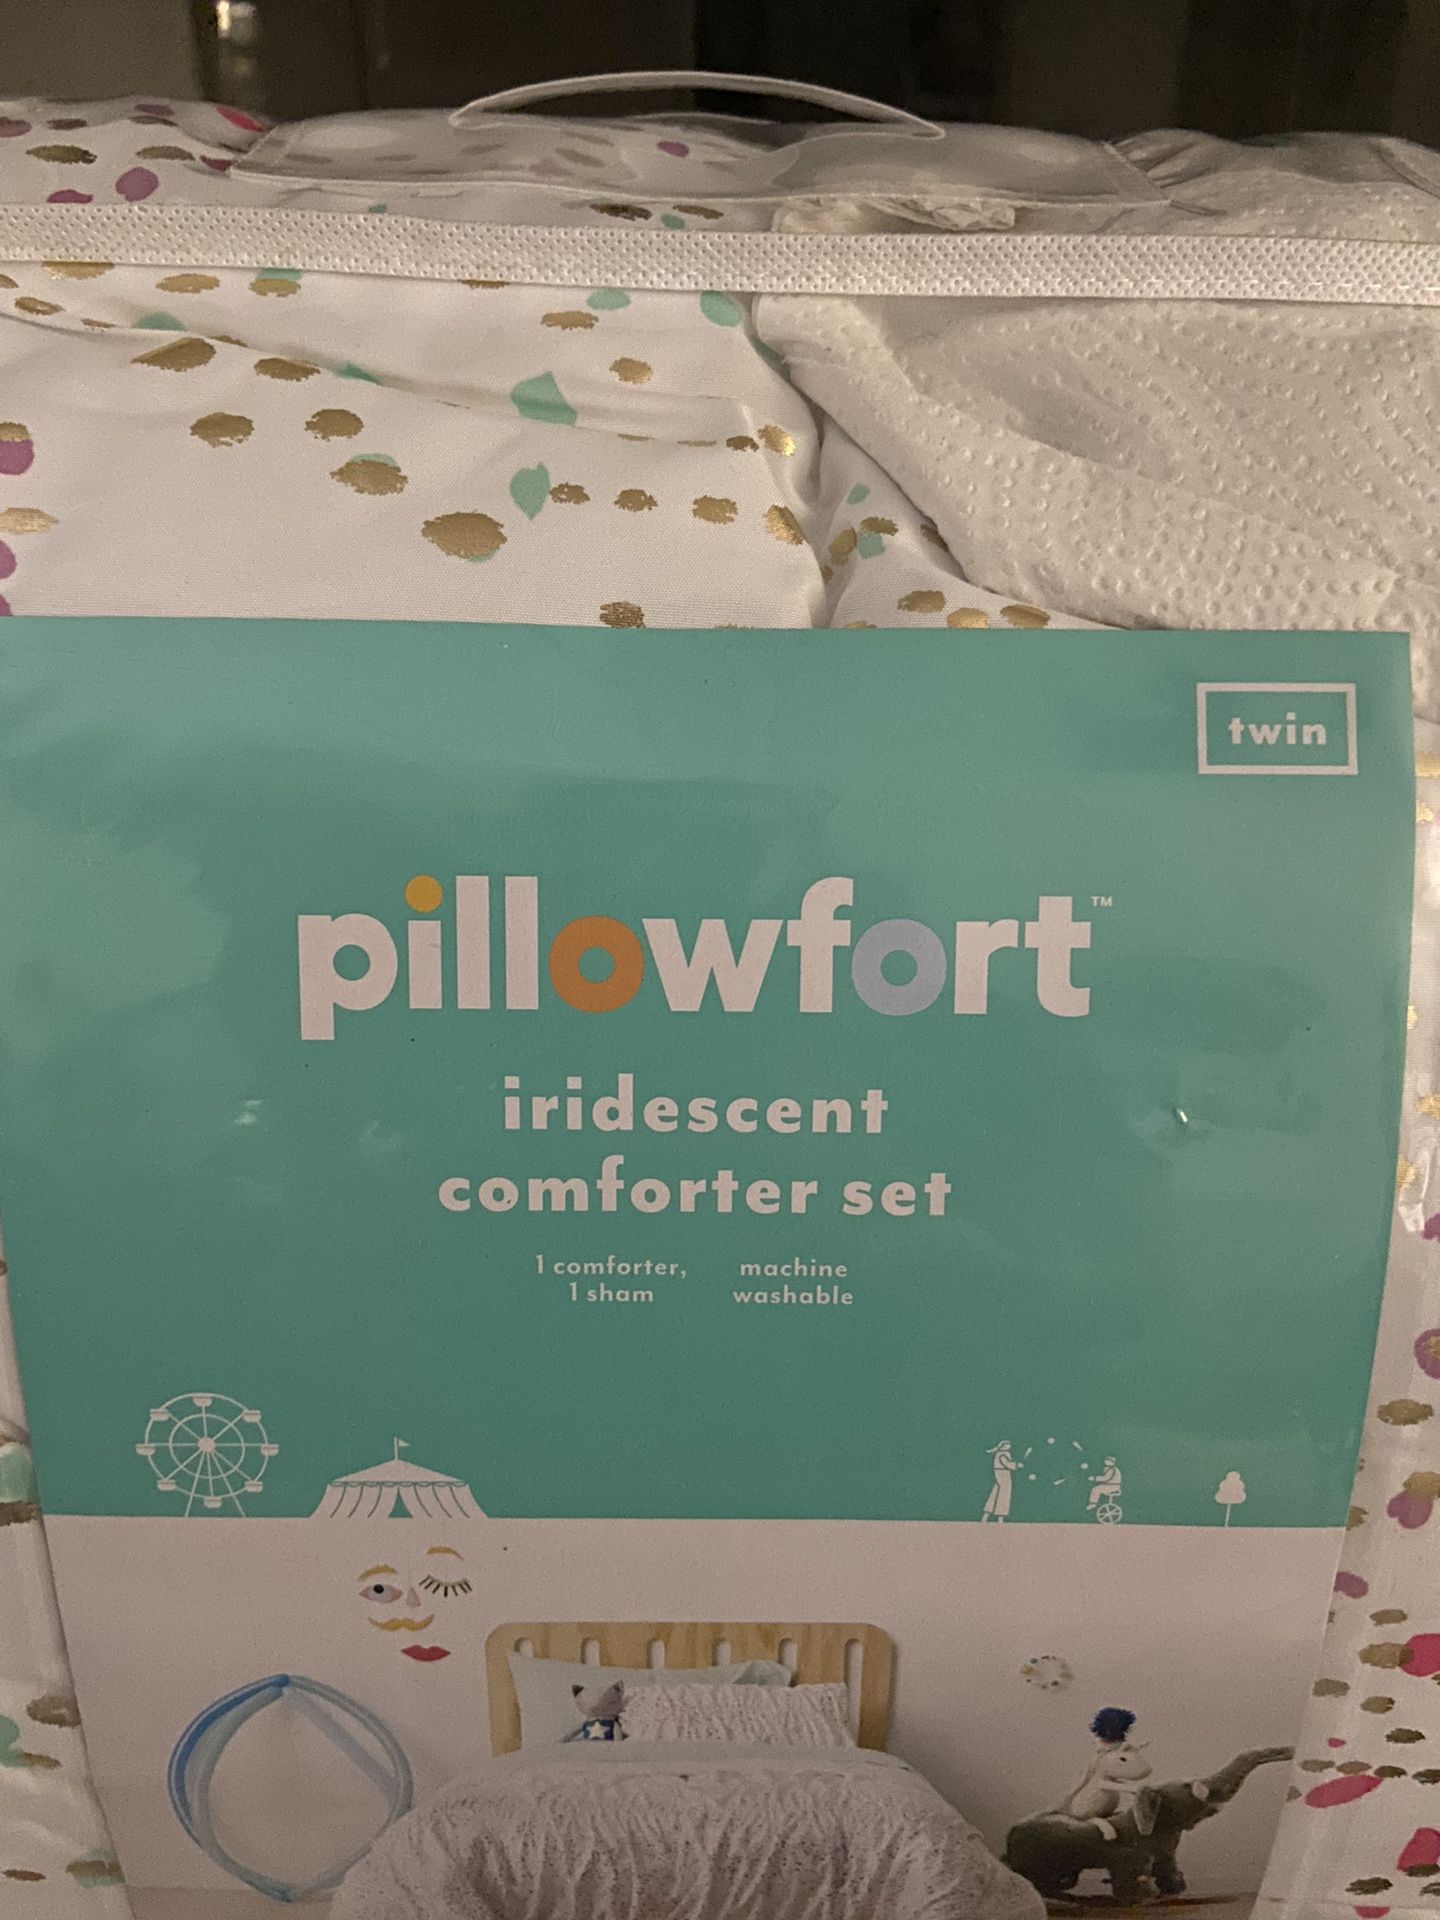 twin
pillowfort™
iridescent
comforter set
1 comforter,
1 sham
machine
washable